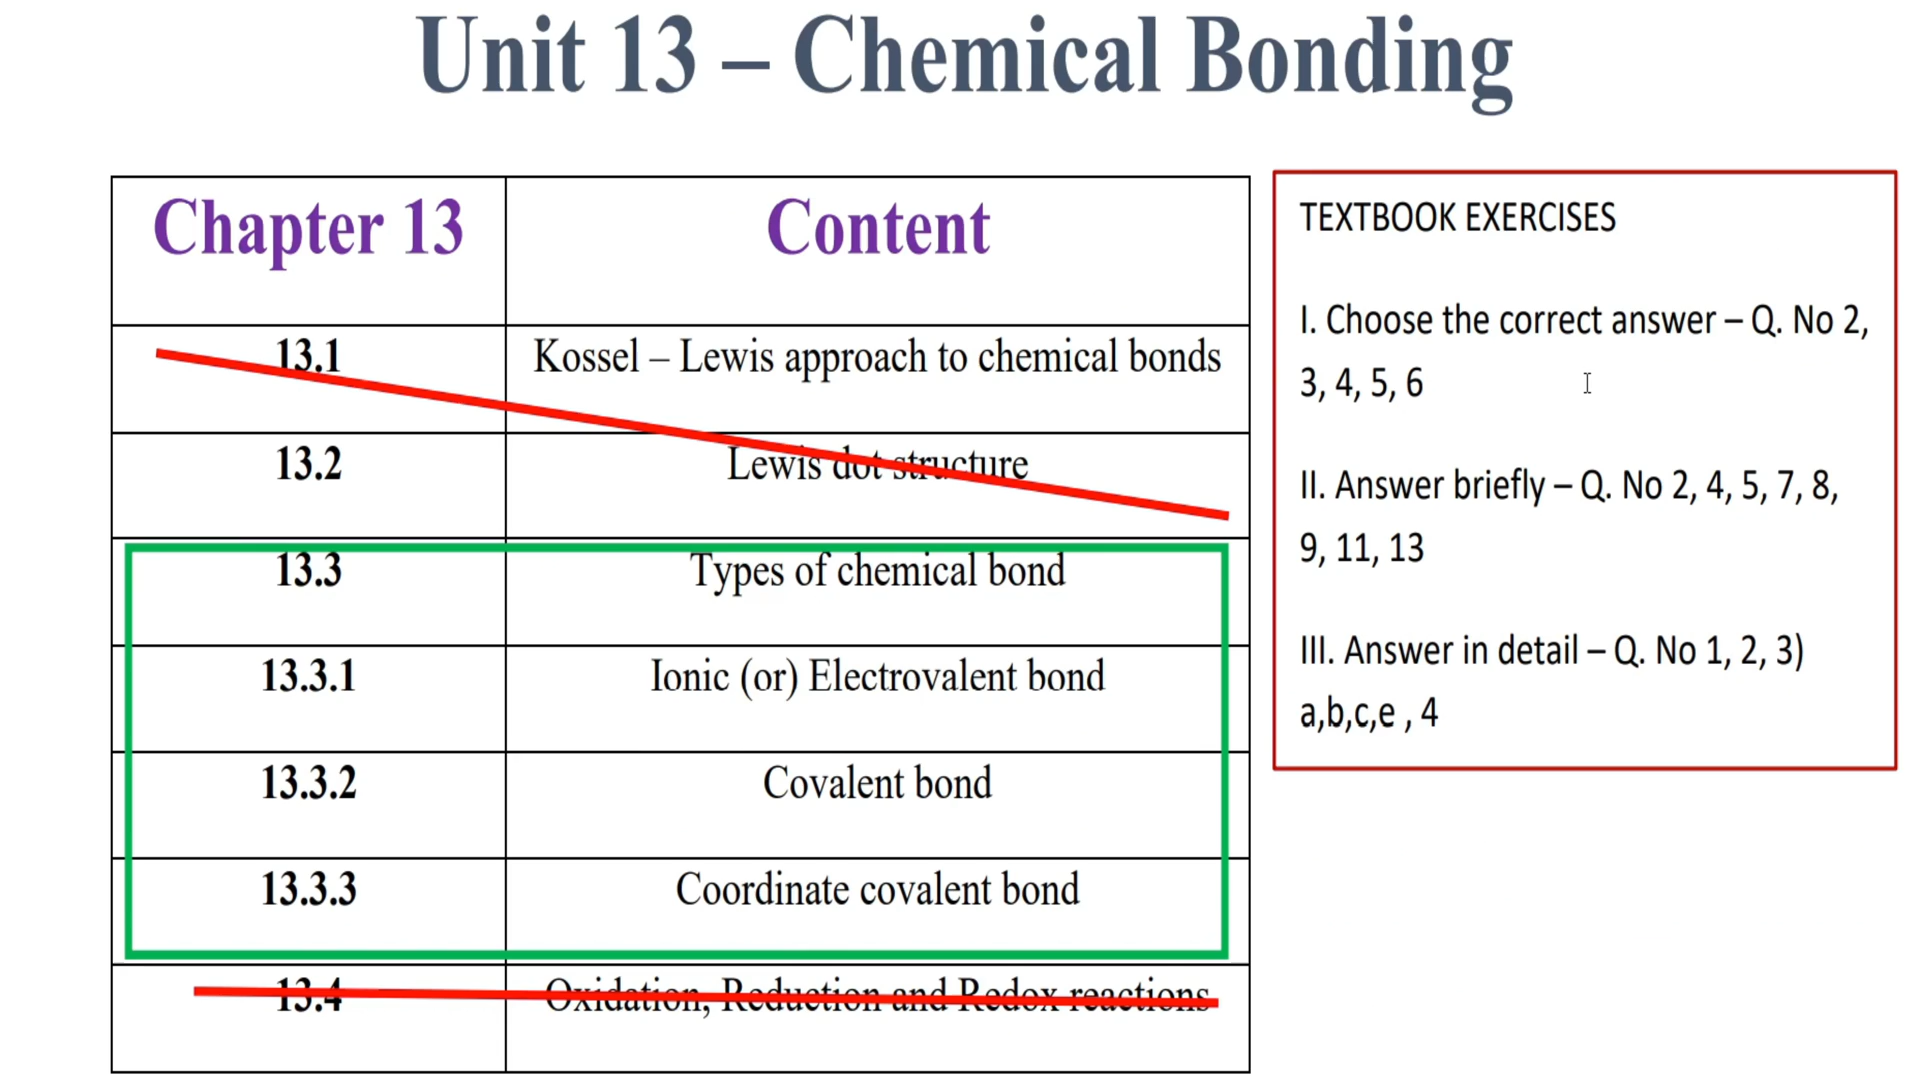 Unit 13 – Chemical Bonding
Chapter 13 Content
13.1 Kossel – Lewis approach to chemical bonds
13.2 Lewis dot structure
13.3 Types of chemical bond
13.3.1 Ionic (or) Electrovalent bond
13.3.2 Covalent bond
13.3.3 Coordinate covalent bond
13.4 Oxidation, Reduction and Redox reactions
TEXTBOOK EXERCISES
I. Choose the correct answer – Q. No 2,
3, 4, 5, 6
II. Answer briefly – Q. No 2, 4, 5, 7, 8,
9, 11, 13
III. Answer in detail – Q. No 1, 2, 3)
a,b,c,e , 4